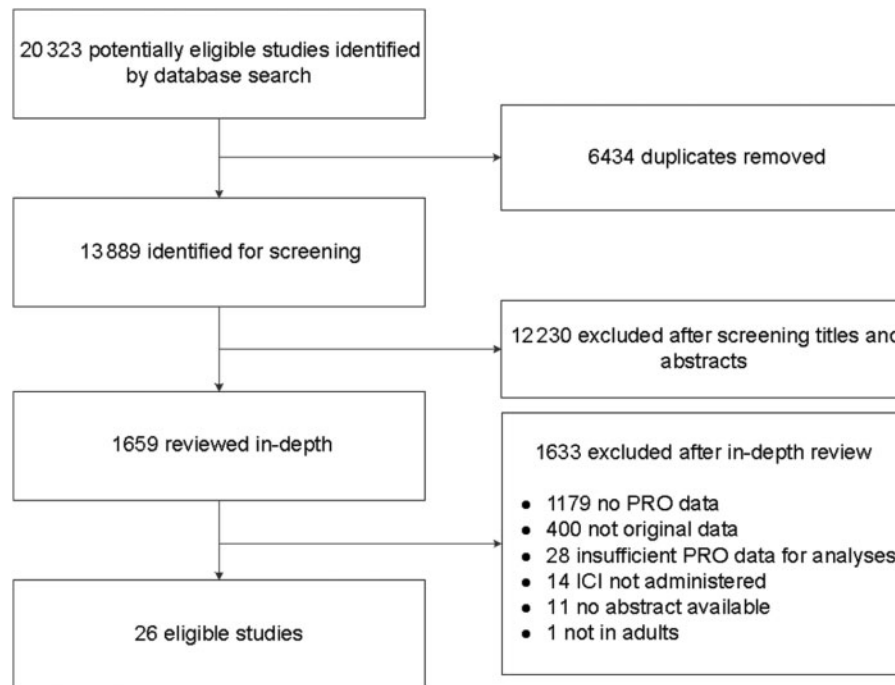 20 323 potentially eligible studies identified
by database search
6434 duplicates removed
13 889 identified for screening
12 230 excluded after screening titles and
abstracts
1659 reviewed in-depth
1633 excluded after in-depth review
● 1179 no PRO data
● 400 not original data
● 28 insufficient PRO data for analyses
● 14 ICI not administered
● 11 no abstract available
● 1 not in adults
26 eligible studies